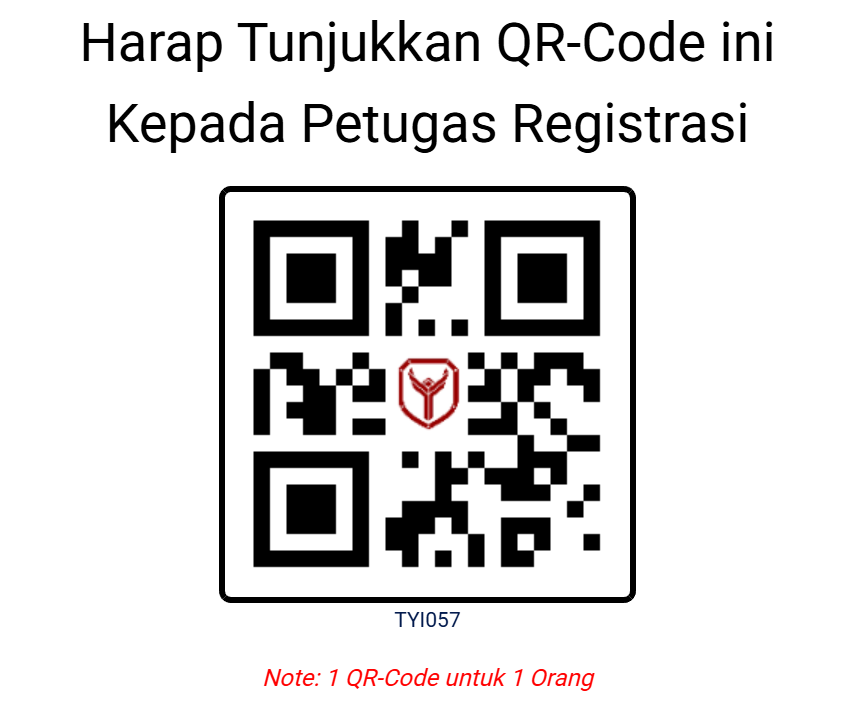 Harap Tunjukkan QR-Code ini
Kepada Petugas Registrasi
TYI057
Note: 1 QR-Code untuk 1 Orang